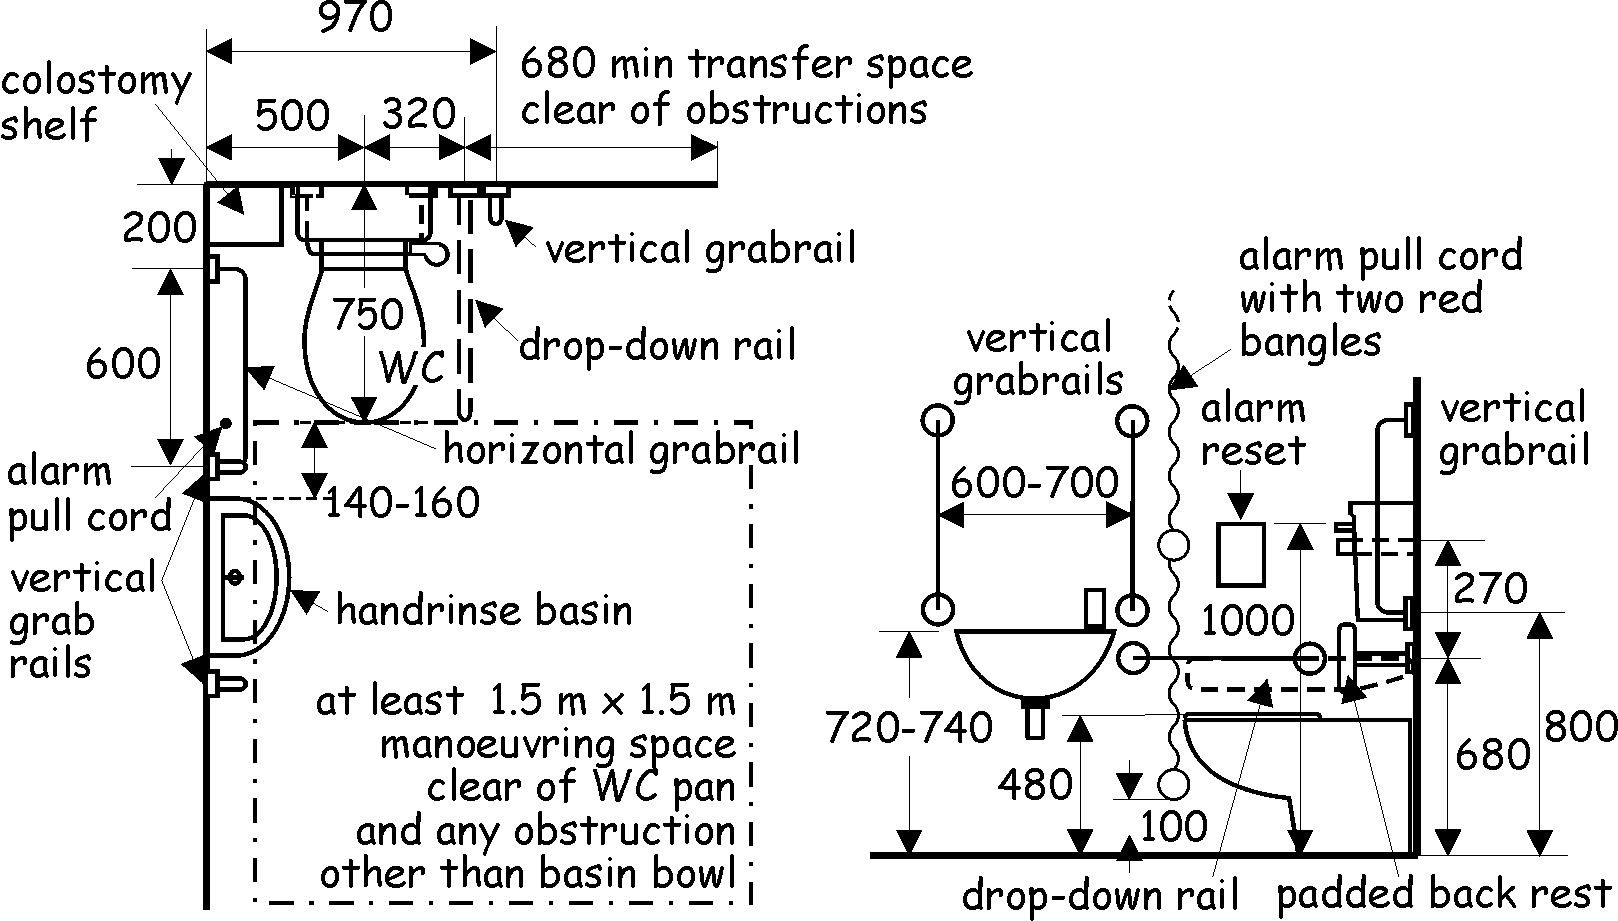 970
colostomy
shelf
500
320
680 min transfer space
clear of obstructions
200
vertical grabrail
600
750
WC
drop-down rail
horizontal grabrail
alarm
pull cord
140-160
vertical
grab
rails
handrinse basin
at least 1.5 m x 1.5 m
manoeuvring space
clear of WC pan
and any obstruction
other than basin bowl
alarm pull cord
with two red
bangles
vertical
grabrails
alarm
reset
vertical
grabrail
600-700
1000
270
720-740
480
100
680
800
drop-down rail
padded back rest